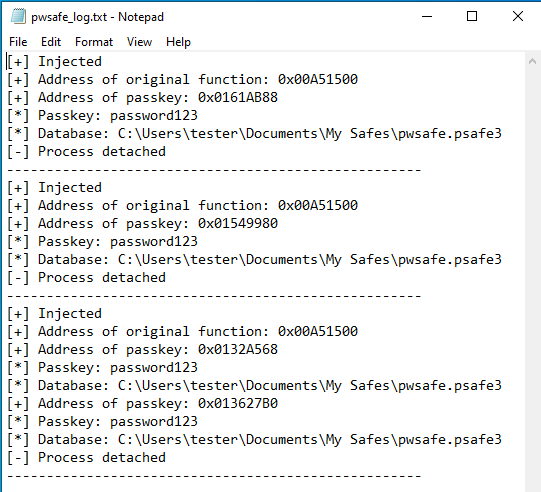 pwsafe_log.txt - Notepad
File Edit Format View Help
[+] Injected
[+] Address of original function: 0x00A51500
[+] Address of passkey: 0x0161AB88
[*] Passkey: password123
[*] Database: C:\Users\tester\Documents\My Safes\pwsafe.psafe3
[-] Process detached
----------------------------------------------------
[+] Injected
[+] Address of original function: 0x00A51500
[+] Address of passkey: 0x01549980
[*] Passkey: password123
[*] Database: C:\Users\tester\Documents\My Safes\pwsafe.psafe3
[-] Process detached
----------------------------------------------------
[+] Injected
[+] Address of original function: 0x00A51500
[+] Address of passkey: 0x0132A568
[*] Passkey: password123
[*] Database: C:\Users\tester\Documents\My Safes\pwsafe.psafe3
[+] Address of passkey: 0x013627B0
[*] Passkey: password123
[*] Database: C:\Users\tester\Documents\My Safes\pwsafe.psafe3
[-] Process detached
----------------------------------------------------